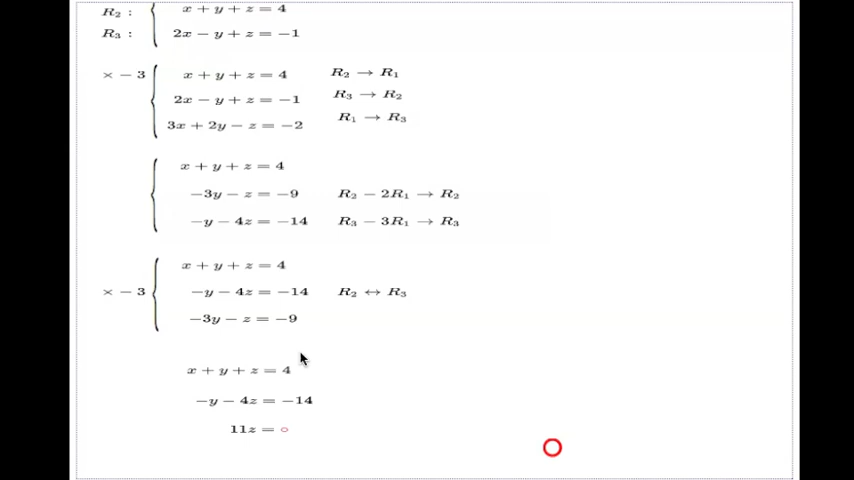 R₂ : x + y + z = 4
R₃ : 2x − y + z = −1
× − 3 x + y + z = 4 R₂ → R₁
2x − y + z = −1 R₃ → R₂
3x + 2y − z = −2 R₁ → R₃
x + y + z = 4
−3y − z = −9 R₂ − 2R₁ → R₂
−y − 4z = −14 R₃ − 3R₁ → R₃
x + y + z = 4
× − 3 −y − 4z = −14 R₂ ↔ R₃
−3y − z = −9
x + y + z = 4
−y − 4z = −14
11z =